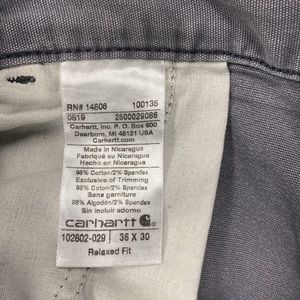 RN# 14806 100135
0819 2500029086
Carhartt, Inc. P.O. Box 600
Dearborn, MI 48121 USA
Carhartt.com
Made in Nicaragua
Fabriqué au Nicaragua
Hecho en Nicaragua
98% Cotton/2% Spandex
Exclusive of Trimming
98% Coton/2% Spandex
Sans garniture
98% Algodón/2% Spandex
Sin incluir adorno
carhartt
102802-029 36 X 30
Relaxed Fit